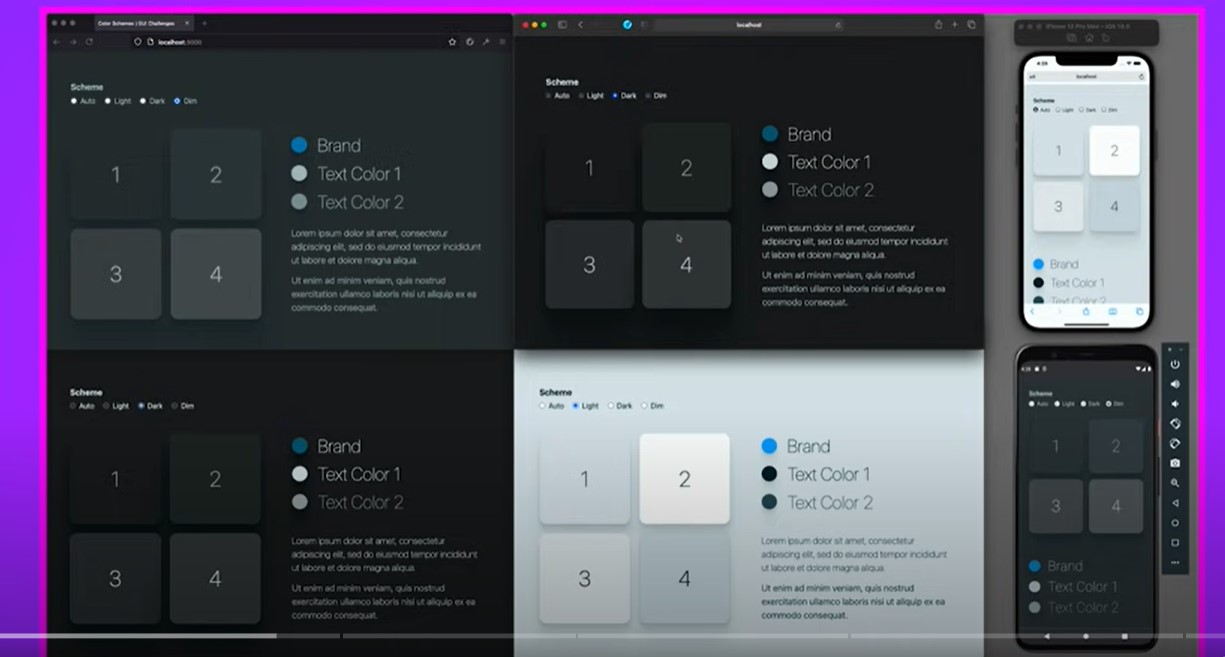 Color Schemes | GUI Challenges
localhost:3000
Scheme
Auto Light Dark Dim
1 2
3 4
Brand
Text Color 1
Text Color 2
Lorem ipsum dolor sit amet, consectetur
adipiscing elit, sed do eiusmod tempor incididunt
ut labore et dolore magna aliqua.
Ut enim ad minim veniam, quis nostrud
exercitation ullamco laboris nisi ut aliquip ex ea
commodo consequat.
localhost
Scheme
Auto Light Dark Dim
1 2
3 4
Brand
Text Color 1
Text Color 2
Lorem ipsum dolor sit amet, consectetur
adipiscing elit, sed do eiusmod tempor incididunt
ut labore et dolore magna aliqua.
Ut enim ad minim veniam, quis nostrud
exercitation ullamco laboris nisi ut aliquip ex ea
commodo consequat.
4:28
localhost
Scheme
Auto Light Dark Dim
1 2
3 4
Brand
Text Color 1
Text Color 2
Scheme
Auto Light Dark Dim
1 2
3 4
Brand
Text Color 1
Text Color 2
Lorem ipsum dolor sit amet, consectetur
adipiscing elit, sed do eiusmod tempor incididunt
ut labore et dolore magna aliqua.
Ut enim ad minim veniam, quis nostrud
exercitation ullamco laboris nisi ut aliquip ex ea
commodo consequat.
Scheme
Auto Light Dark Dim
1 2
3 4
Brand
Text Color 1
Text Color 2
Lorem ipsum dolor sit amet, consectetur
adipiscing elit, sed do eiusmod tempor incididunt
ut labore et dolore magna aliqua.
Ut enim ad minim veniam, quis nostrud
exercitation ullamco laboris nisi ut aliquip ex ea
commodo consequat.
4:28
Scheme
Auto Light Dark Dim
1 2
3 4
Brand
Text Color 1
Text Color 2